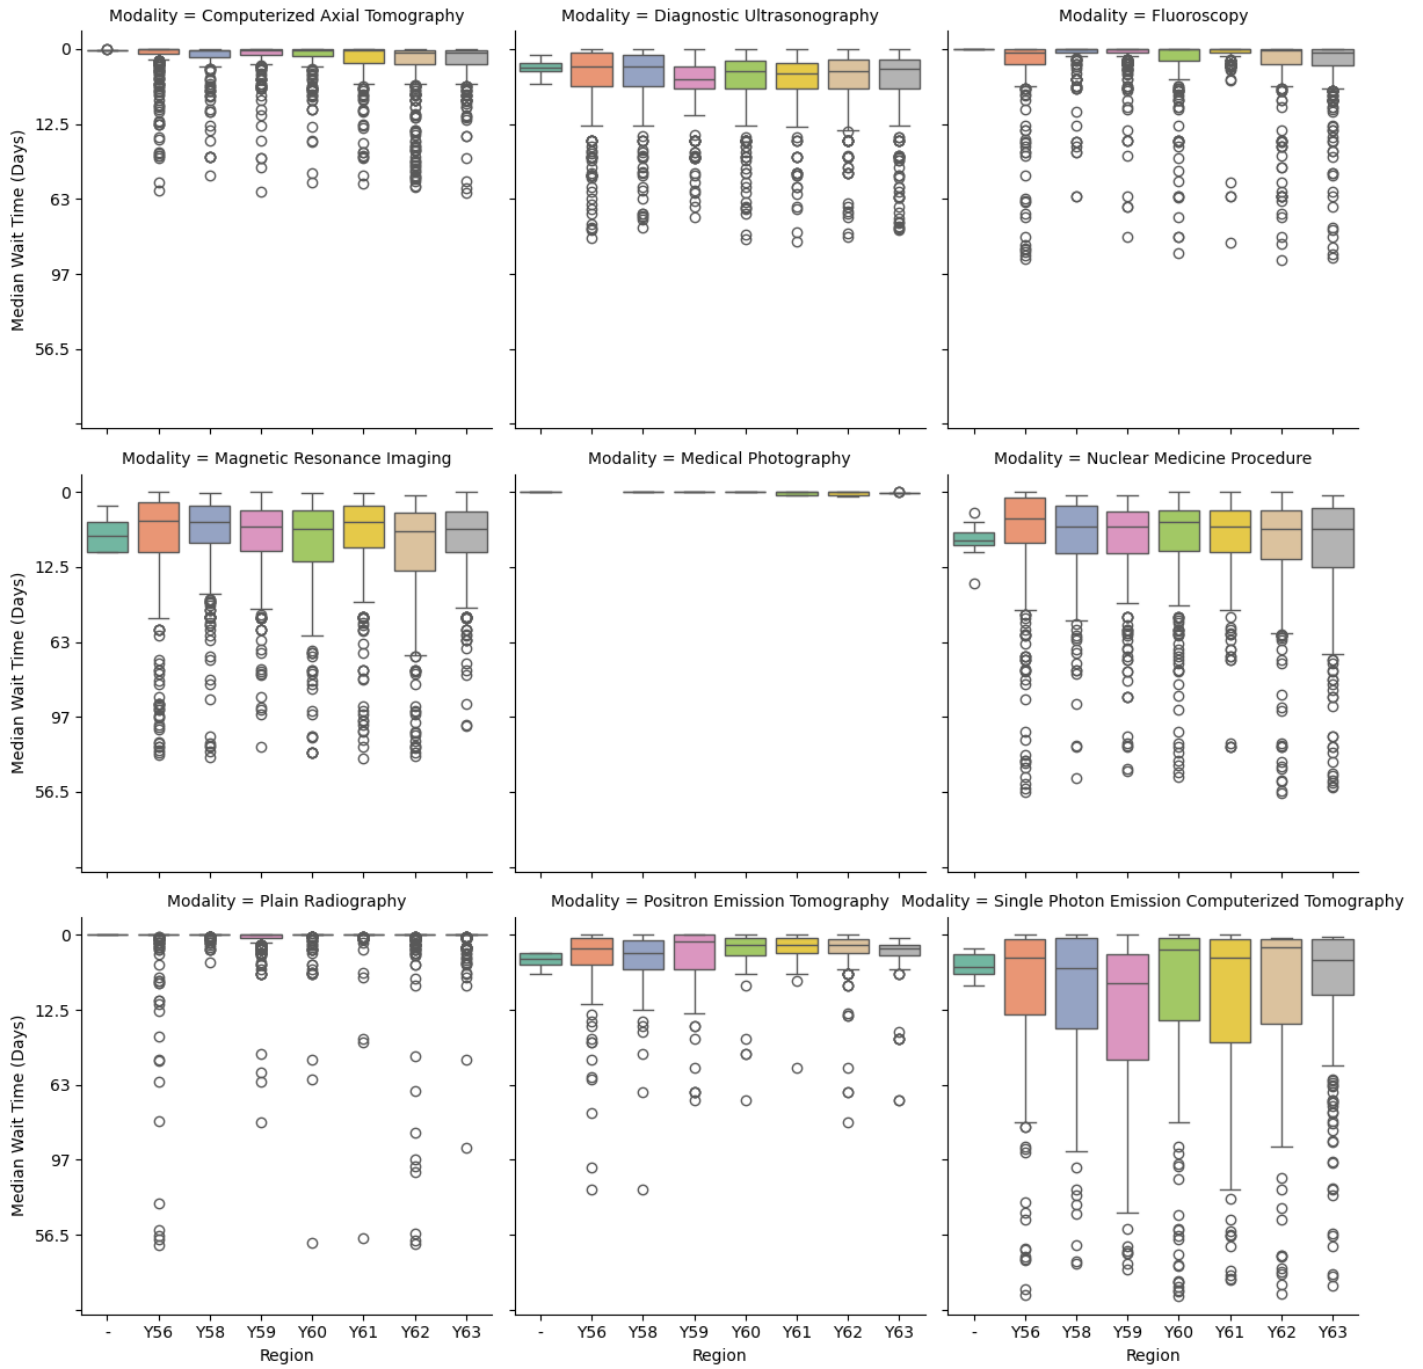 Modality = Computerized Axial Tomography
Modality = Diagnostic Ultrasonography
Modality = Fluoroscopy
Median Wait Time (Days)
0
12.5
63
97
56.5
Modality = Magnetic Resonance Imaging
Modality = Medical Photography
Modality = Nuclear Medicine Procedure
Median Wait Time (Days)
0
12.5
63
97
56.5
Modality = Plain Radiography
Modality = Positron Emission Tomography
Modality = Single Photon Emission Computerized Tomography
Median Wait Time (Days)
0
12.5
63
97
56.5
- Y56 Y58 Y59 Y60 Y61 Y62 Y63
Region
- Y56 Y58 Y59 Y60 Y61 Y62 Y63
Region
- Y56 Y58 Y59 Y60 Y61 Y62 Y63
Region